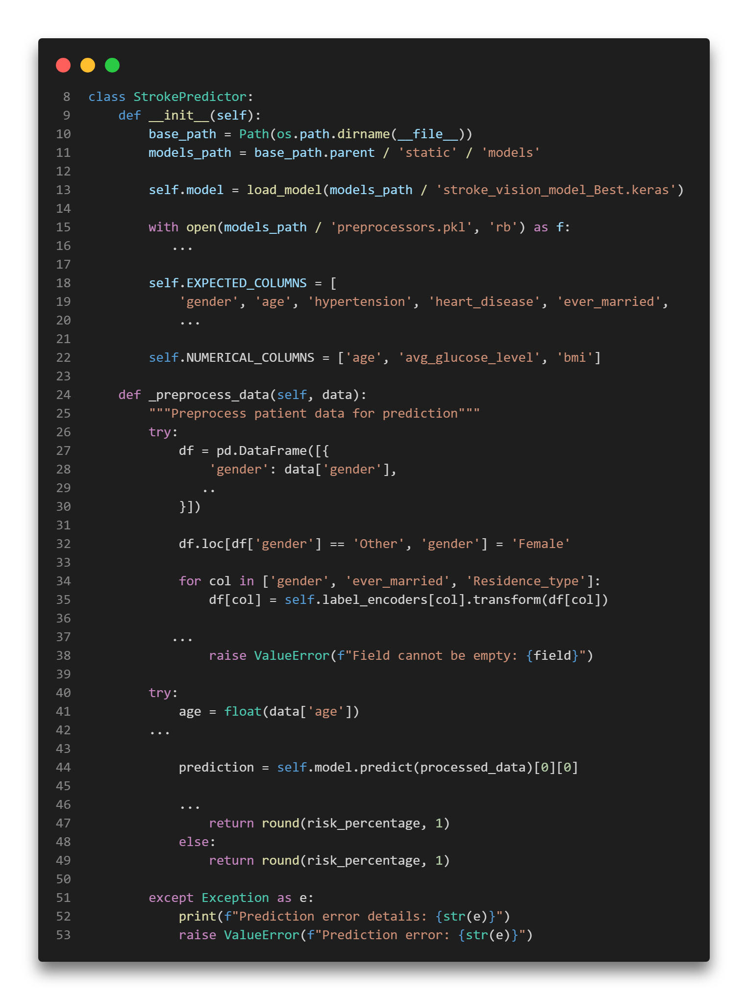 8 class StrokePredictor:
9     def __init__(self):
10         base_path = Path(os.path.dirname(__file__))
11         models_path = base_path.parent / 'static' / 'models'
12
13         self.model = load_model(models_path / 'stroke_vision_model_Best.keras')
14
15         with open(models_path / 'preprocessors.pkl', 'rb') as f:
16            ...
17
18         self.EXPECTED_COLUMNS = [
19             'gender', 'age', 'hypertension', 'heart_disease', 'ever_married',
20             ...
21
22         self.NUMERICAL_COLUMNS = ['age', 'avg_glucose_level', 'bmi']
23
24     def _preprocess_data(self, data):
25         """Preprocess patient data for prediction"""
26         try:
27             df = pd.DataFrame([{
28                 'gender': data['gender'],
29                ..
30             }])
31
32             df.loc[df['gender'] == 'Other', 'gender'] = 'Female'
33
34             for col in ['gender', 'ever_married', 'Residence_type']:
35                 df[col] = self.label_encoders[col].transform(df[col])
36
37            ...
38                 raise ValueError(f"Field cannot be empty: {field}")
39
40         try:
41             age = float(data['age'])
42         ...
43
44             prediction = self.model.predict(processed_data)[0][0]
45
46             ...
47                 return round(risk_percentage, 1)
48             else:
49                 return round(risk_percentage, 1)
50
51         except Exception as e:
52             print(f"Prediction error details: {str(e)}")
53             raise ValueError(f"Prediction error: {str(e)}")